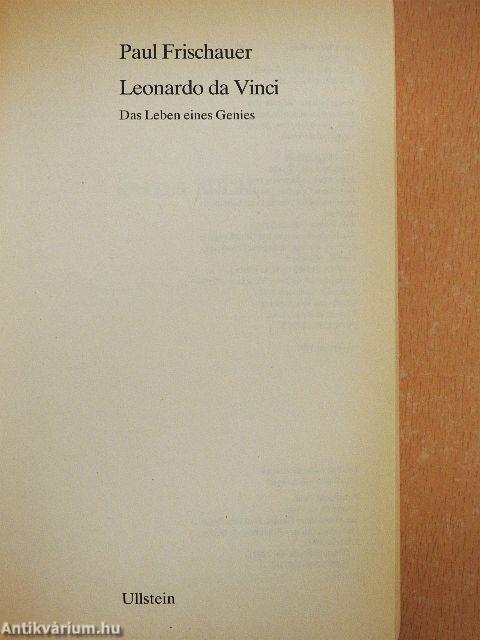 Paul Frischauer
Leonardo da Vinci
Das Leben eines Genies
Ullstein
Antikvárium.hu